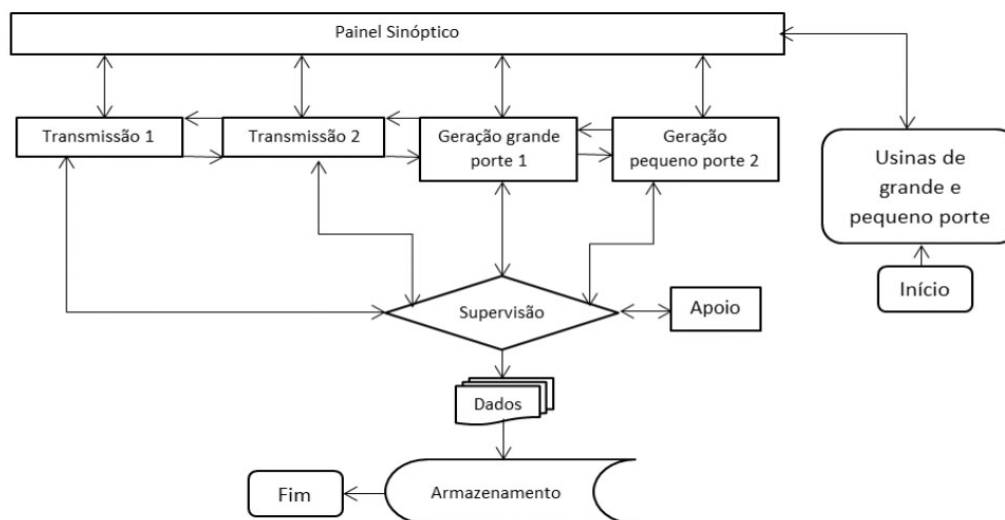 Painel Sinóptico
Transmissão 1
Transmissão 2
Geração grande
porte 1
Geração
pequeno porte 2
Usinas de
grande e
pequeno porte
Início
Supervisão
Apoio
Dados
Armazenamento
Fim